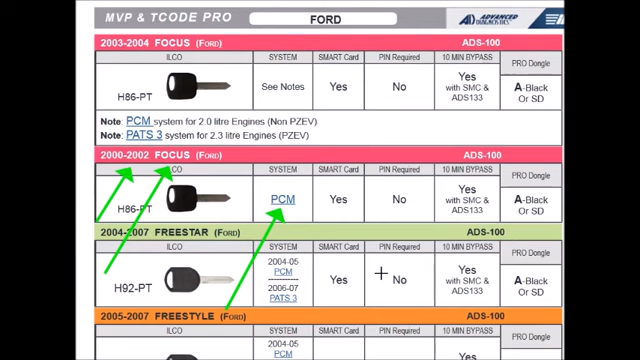 MVP & TCODE PRO FORD ADVANCED DIAGNOSTICS
2003-2004 FOCUS (FORD) ADS-100
ILCO SYSTEM SMART Card PIN Required 10 MIN BYPASS PRO Dongle
H86-PT See Notes Yes No Yes with SMC & ADS133 A-Black Or SD
Note: PCM system for 2.0 litre Engines (Non PZEV)
Note: PATS 3 system for 2.3 litre Engines (PZEV)
2000-2002 FOCUS (FORD) ADS-100
ILCO SYSTEM SMART Card PIN Required 10 MIN BYPASS PRO Dongle
H86-PT PCM Yes No Yes with SMC & ADS133 A-Black Or SD
2004-2007 FREESTAR (FORD) ADS-100
ILCO SYSTEM SMART Card PIN Required 10 MIN BYPASS PRO Dongle
H92-PT 2004-05 PCM ----------- 2006-07 PATS 3 Yes No Yes with SMC & ADS133 A-Black Or SD
2005-2007 FREESTYLE (FORD) ADS-100
ILCO SYSTEM SMART Card PIN Required 10 MIN BYPASS PRO Dongle
2004-05 PCM Yes